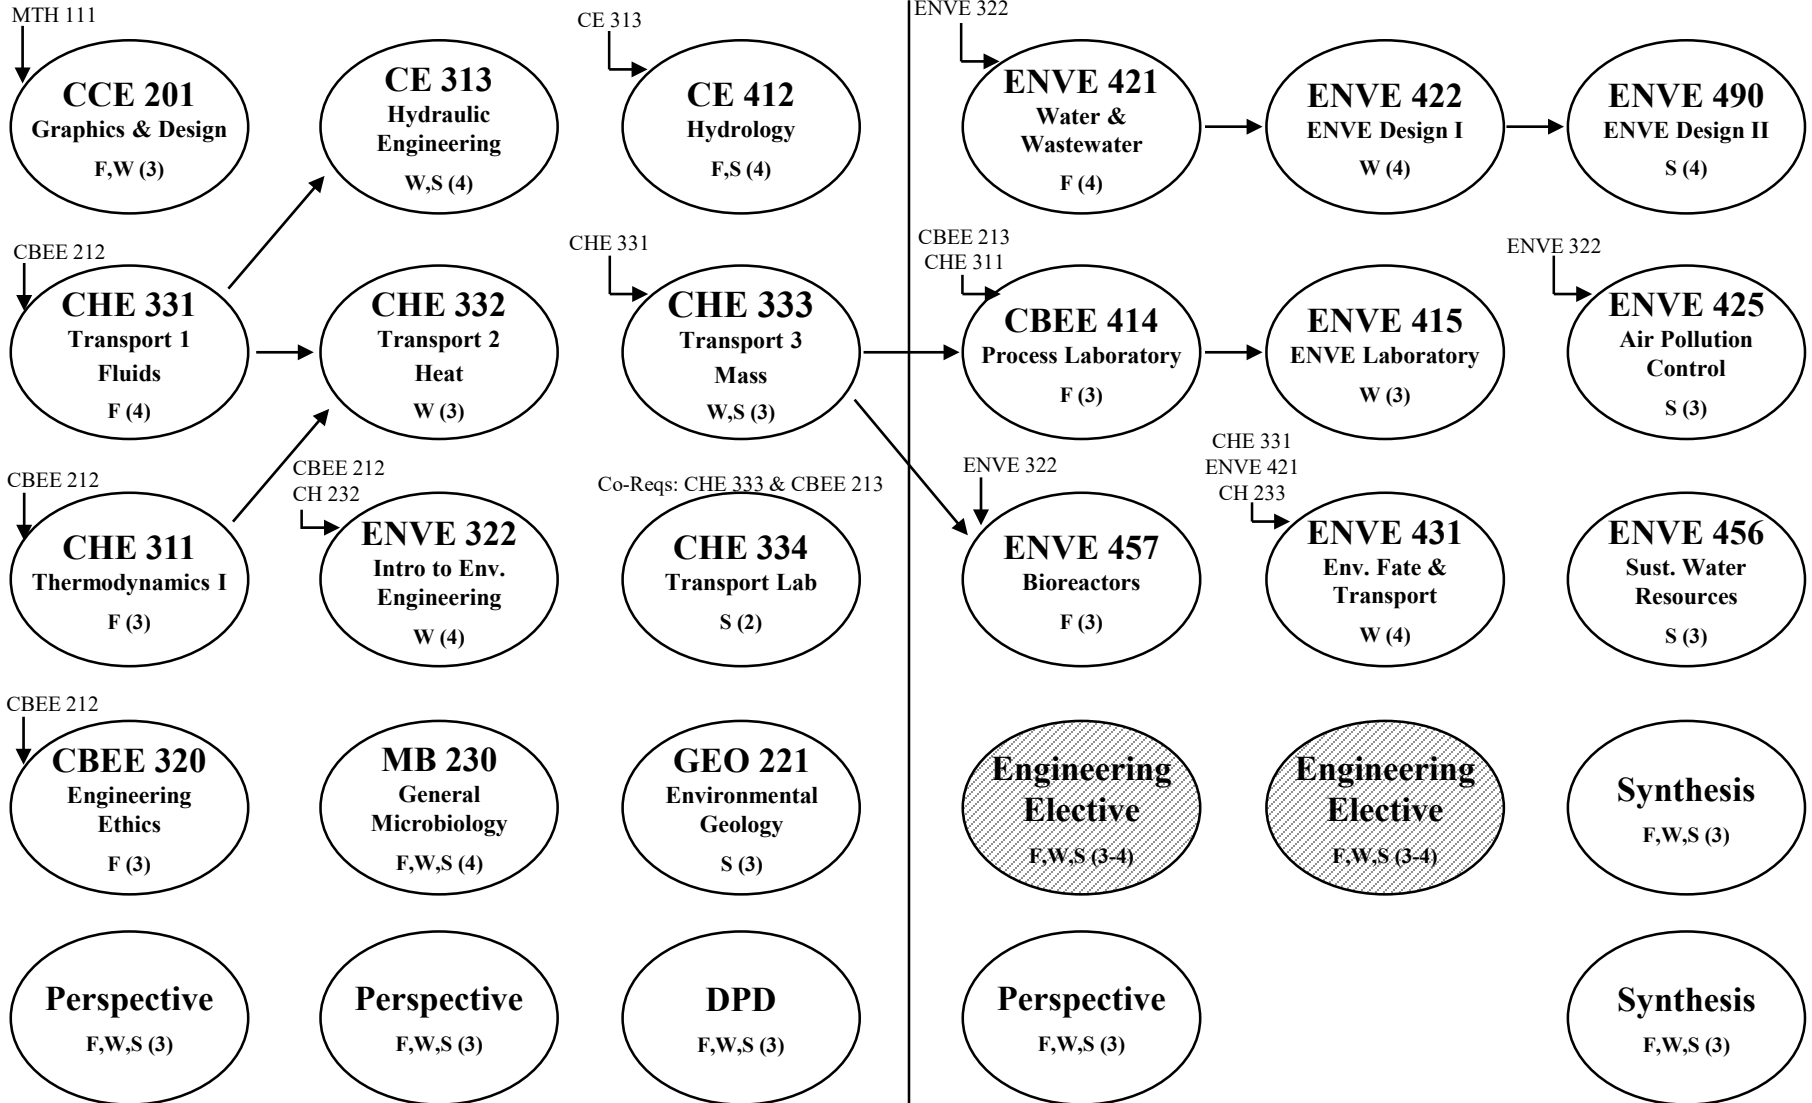 MTH 111
CCE 201
Graphics & Design
F,W (3)
CE 313
Hydraulic
Engineering
W,S (4)
CE 313
CE 412
Hydrology
F,S (4)
ENVE 322
ENVE 421
Water &
Wastewater
F (4)
ENVE 422
ENVE Design I
W (4)
ENVE 490
ENVE Design II
S (4)
CBEE 212
CHE 331
Transport 1
Fluids
F (4)
CHE 332
Transport 2
Heat
W (3)
CHE 331
CHE 333
Transport 3
Mass
W,S (3)
CBEE 213
CHE 311
CBEE 414
Process Laboratory
F (3)
ENVE 415
ENVE Laboratory
W (3)
ENVE 322
ENVE 425
Air Pollution
Control
S (3)
CBEE 212
CHE 311
Thermodynamics I
F (3)
CBEE 212
CH 232
ENVE 322
Intro to Env.
Engineering
W (4)
Co-Reqs: CHE 333 & CBEE 213
CHE 334
Transport Lab
S (2)
ENVE 322
ENVE 457
Bioreactors
F (3)
CHE 331
ENVE 421
CH 233
ENVE 431
Env. Fate &
Transport
W (4)
ENVE 456
Sust. Water
Resources
S (3)
CBEE 212
CBEE 320
Engineering
Ethics
F (3)
MB 230
General
Microbiology
F,W,S (4)
GEO 221
Environmental
Geology
S (3)
Engineering
Elective
F,W,S (3-4)
Engineering
Elective
F,W,S (3-4)
Synthesis
F,W,S (3)
Perspective
F,W,S (3)
Perspective
F,W,S (3)
DPD
F,W,S (3)
Perspective
F,W,S (3)
Synthesis
F,W,S (3)